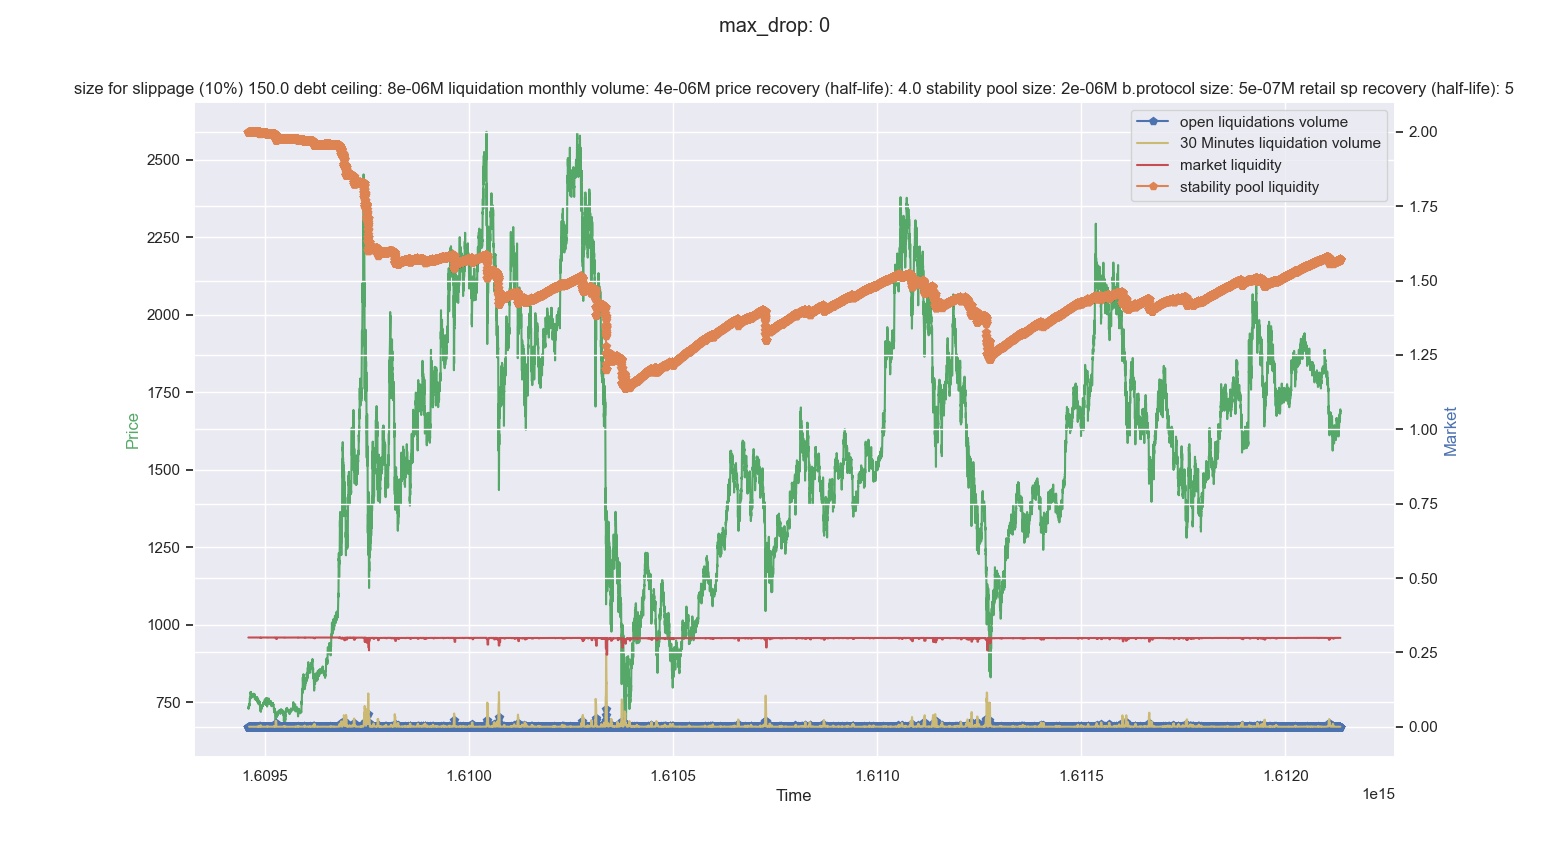 max_drop: 0
size for slippage (10%) 150.0 debt ceiling: 8e-06M liquidation monthly volume: 4e-06M price recovery (half-life): 4.0 stability pool size: 2e-06M b.protocol size: 5e-07M retail sp recovery (half-life): 5
open liquidations volume
30 Minutes liquidation volume
market liquidity
stability pool liquidity
2500
2250
2000
1750
1500
1250
1000
750
Price
2.00
1.75
1.50
1.25
1.00
0.75
0.50
0.25
0.00
Market
1.6095 1.6100 1.6105 1.6110 1.6115 1.6120
1e15
Time